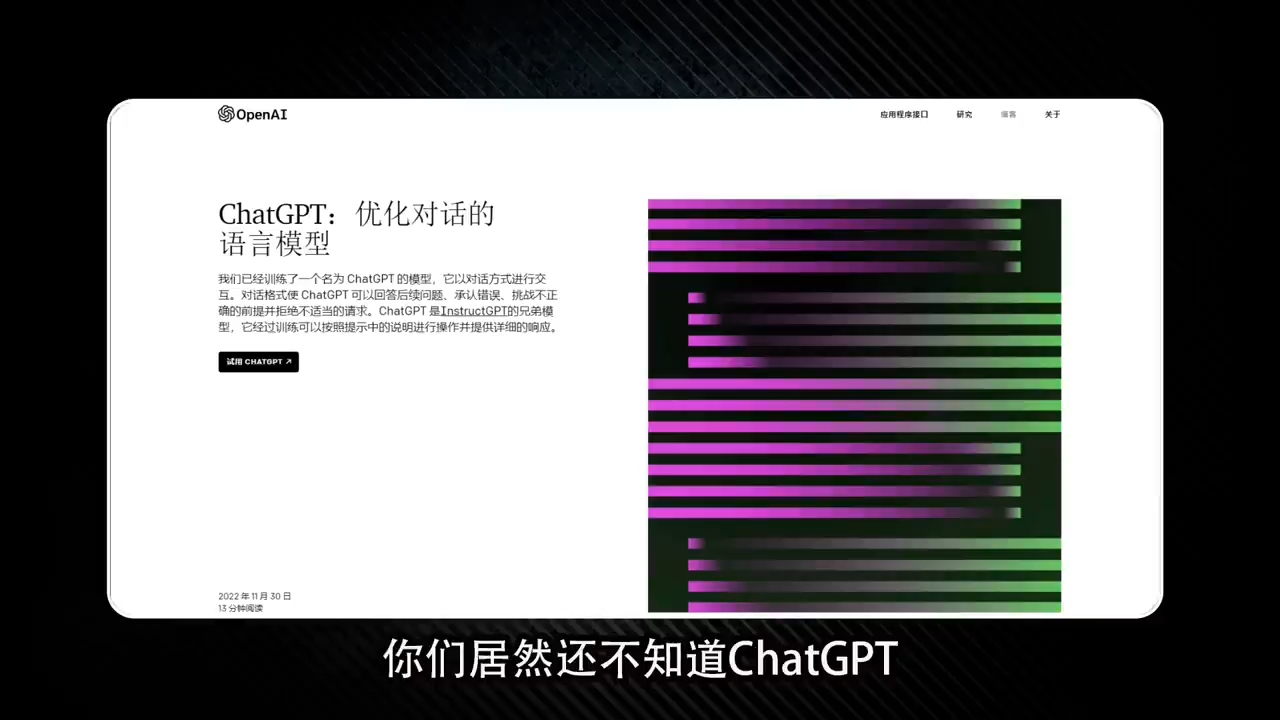 OpenAI
应用程序接口 研究 博客 关于
ChatGPT：优化对话的
语言模型
我们已经训练了一个名为 ChatGPT 的模型，它以对话方式进行交
互。对话格式使 ChatGPT 可以回答后续问题、承认错误、挑战不正
确的前提并拒绝不适当的请求。ChatGPT 是InstructGPT的兄弟模
型，它经过训练可以按照提示中的说明进行操作并提供详细的响应。
试用 CHATGPT ↗
2022 年 11 月 30 日
13 分钟阅读
你们居然还不知道ChatGPT